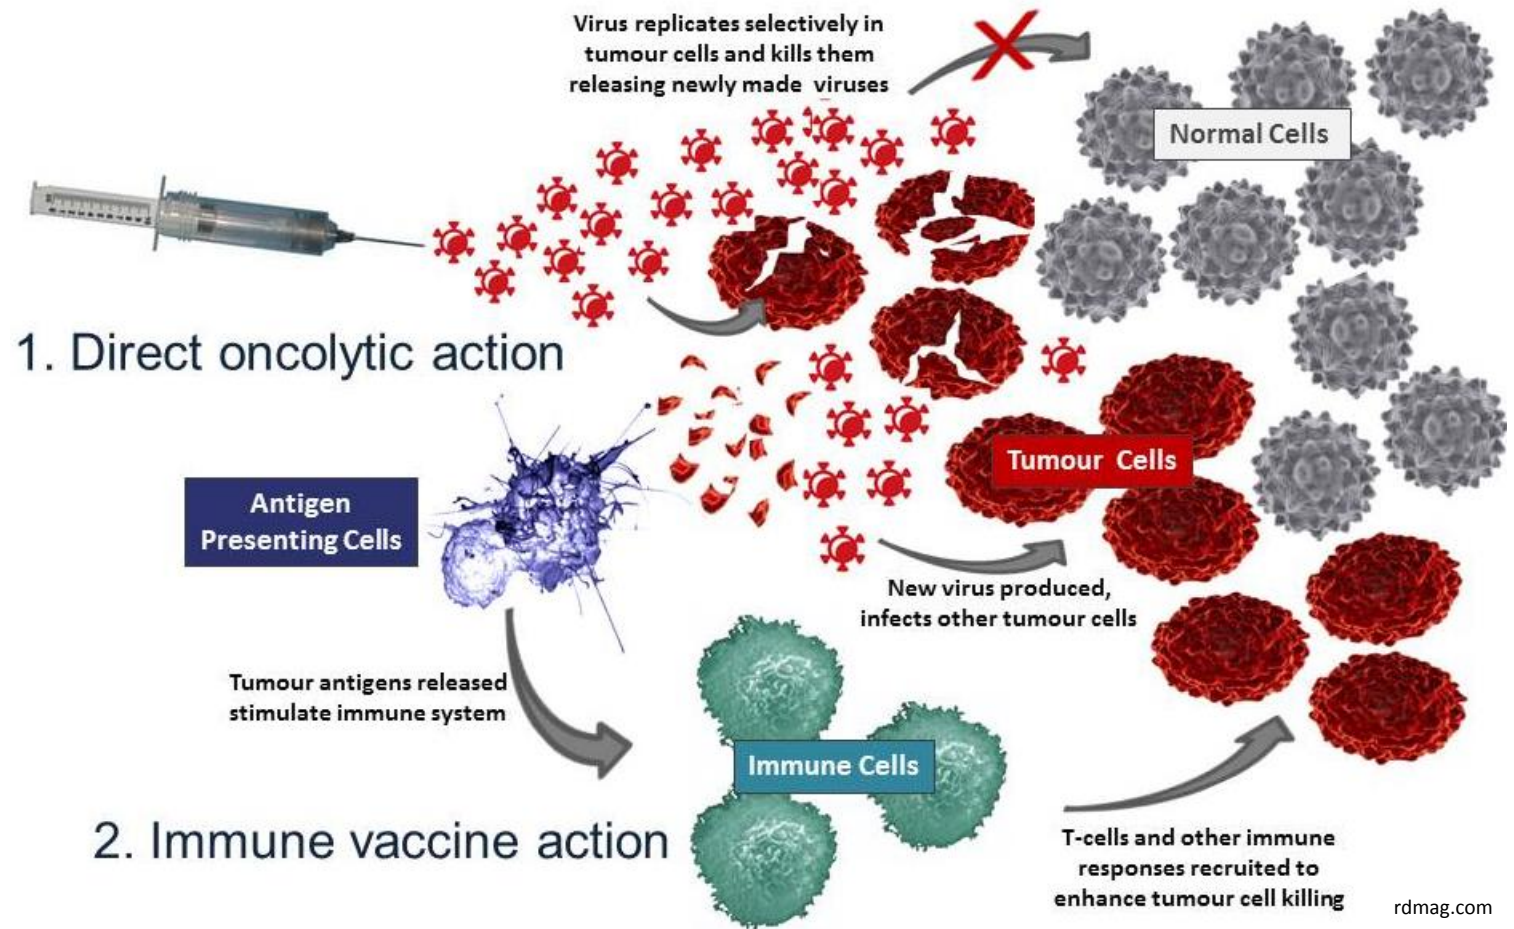 Virus replicates selectively in
tumour cells and kills them
releasing newly made viruses
Normal Cells
1. Direct oncolytic action
Tumour Cells
Antigen
Presenting Cells
New virus produced,
infects other tumour cells
Tumour antigens released
stimulate immune system
Immune Cells
2. Immune vaccine action
T-cells and other immune
responses recruited to
enhance tumour cell killing
rdmag.com